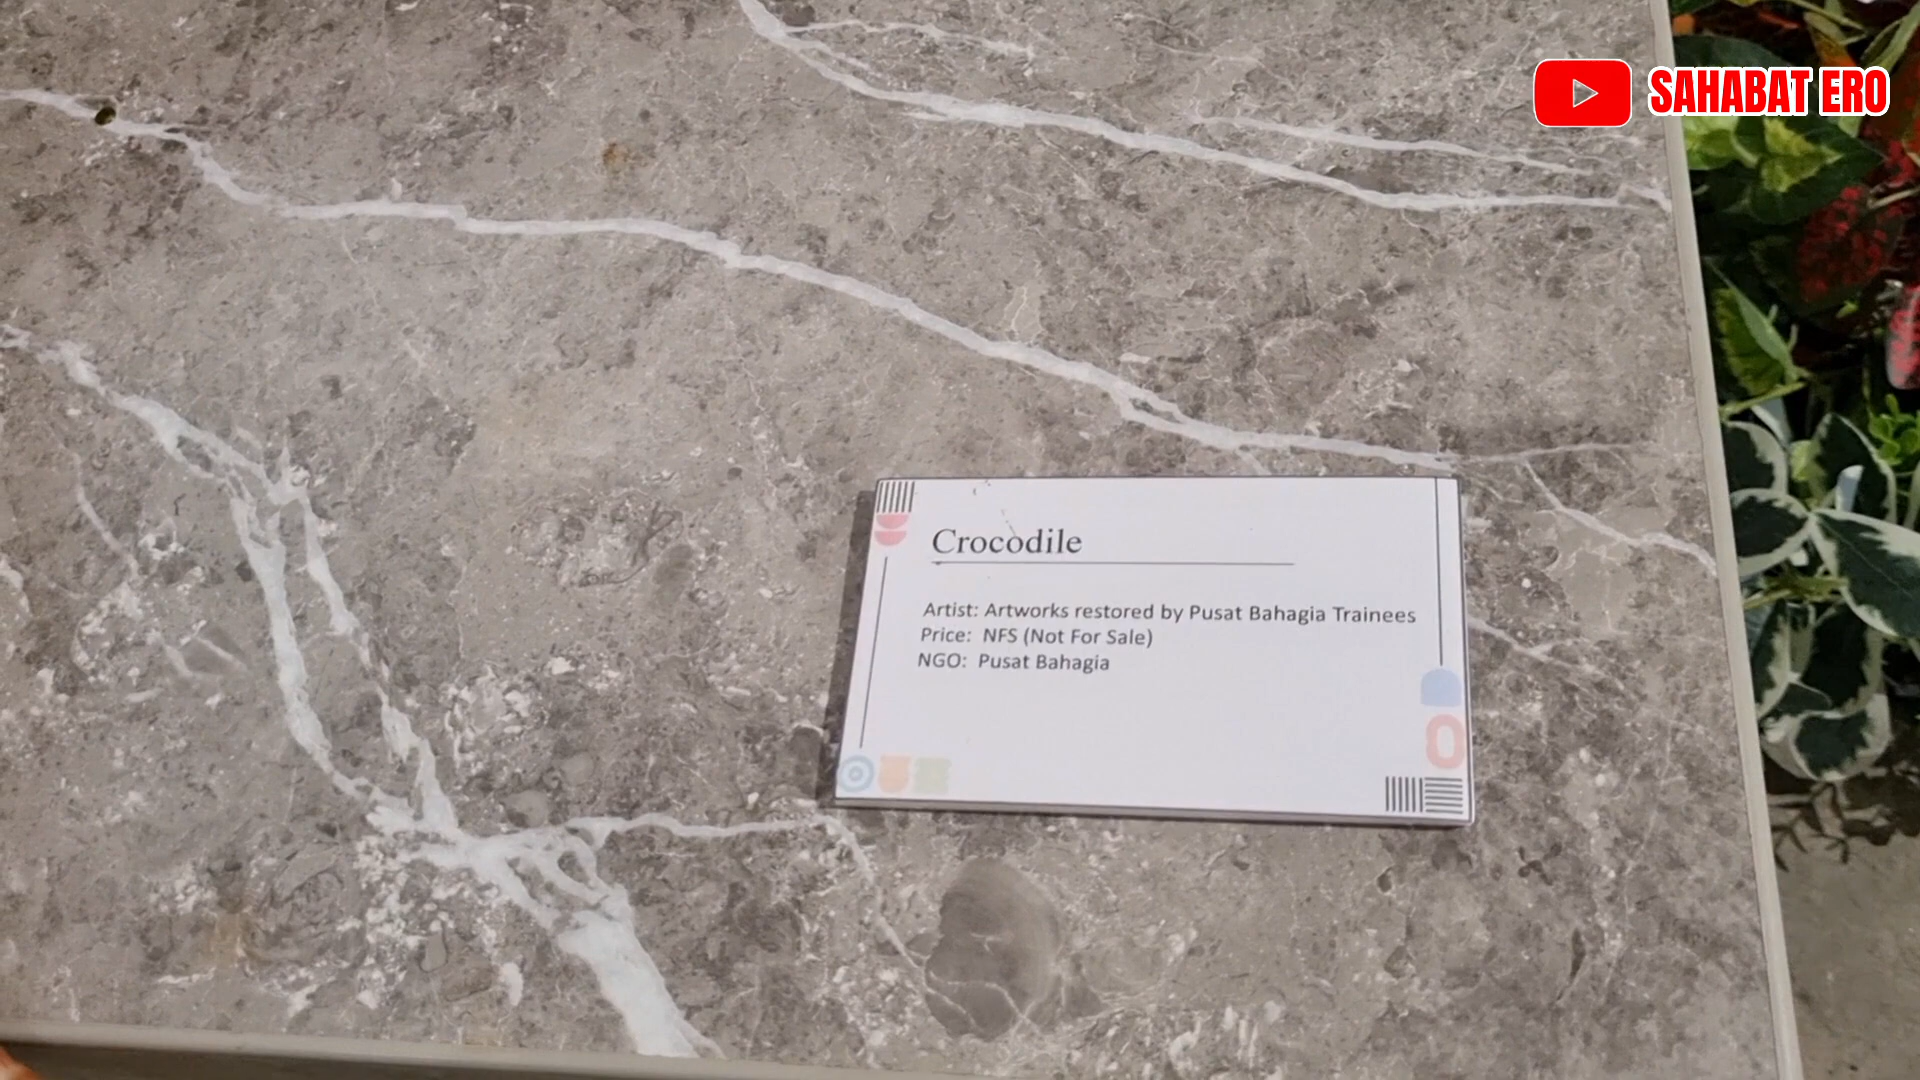 SAHABAT ERO
Crocodile
Artist: Artworks restored by Pusat Bahagia Trainees
Price: NFS (Not For Sale)
NGO: Pusat Bahagia